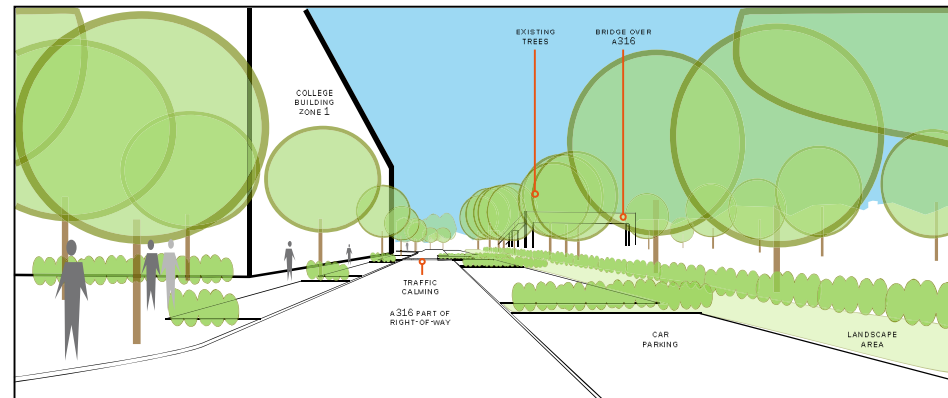 EXISTING
TREES
BRIDGE OVER
A316
COLLEGE
BUILDING
ZONE 1
TRAFFIC
CALMING
A316 PART OF
RIGHT-OF-WAY
CAR
PARKING
LANDSCAPE
AREA